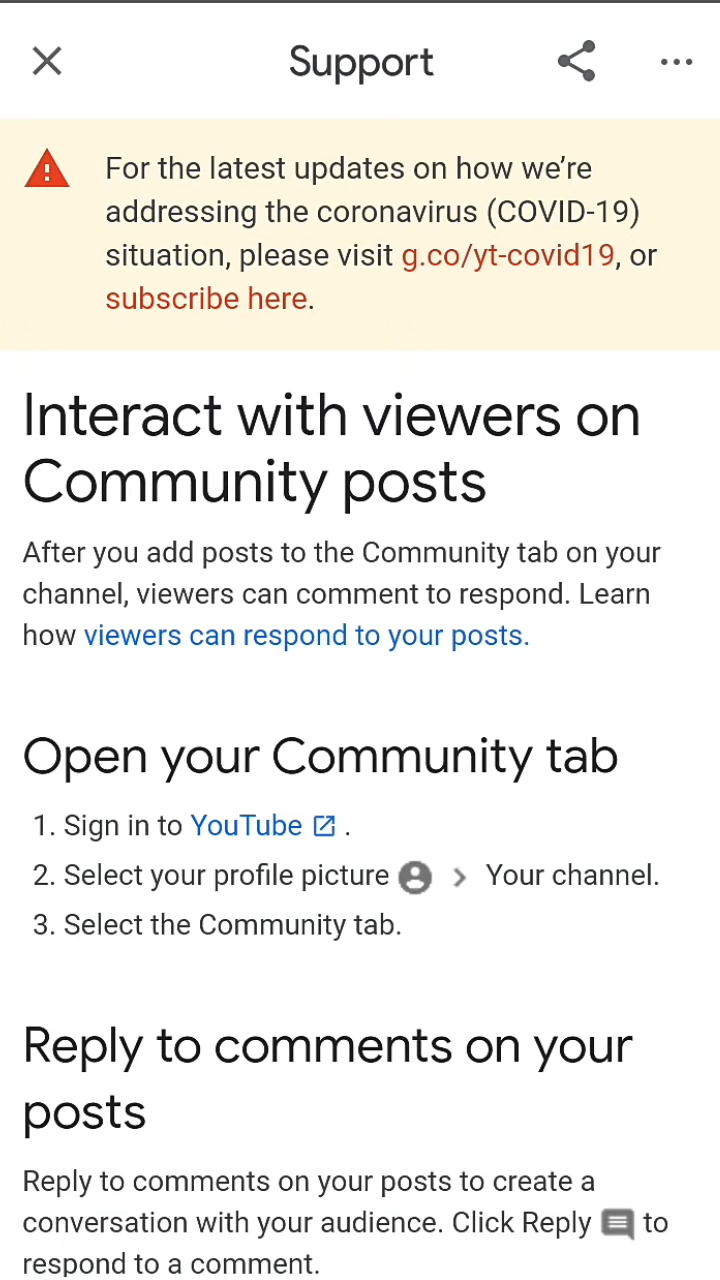 Support
For the latest updates on how we’re
addressing the coronavirus (COVID-19)
situation, please visit g.co/yt-covid19, or
subscribe here.
Interact with viewers on
Community posts
After you add posts to the Community tab on your
channel, viewers can comment to respond. Learn
how viewers can respond to your posts.
Open your Community tab
1. Sign in to YouTube .
2. Select your profile picture > Your channel.
3. Select the Community tab.
Reply to comments on your
posts
Reply to comments on your posts to create a
conversation with your audience. Click Reply to
respond to a comment.